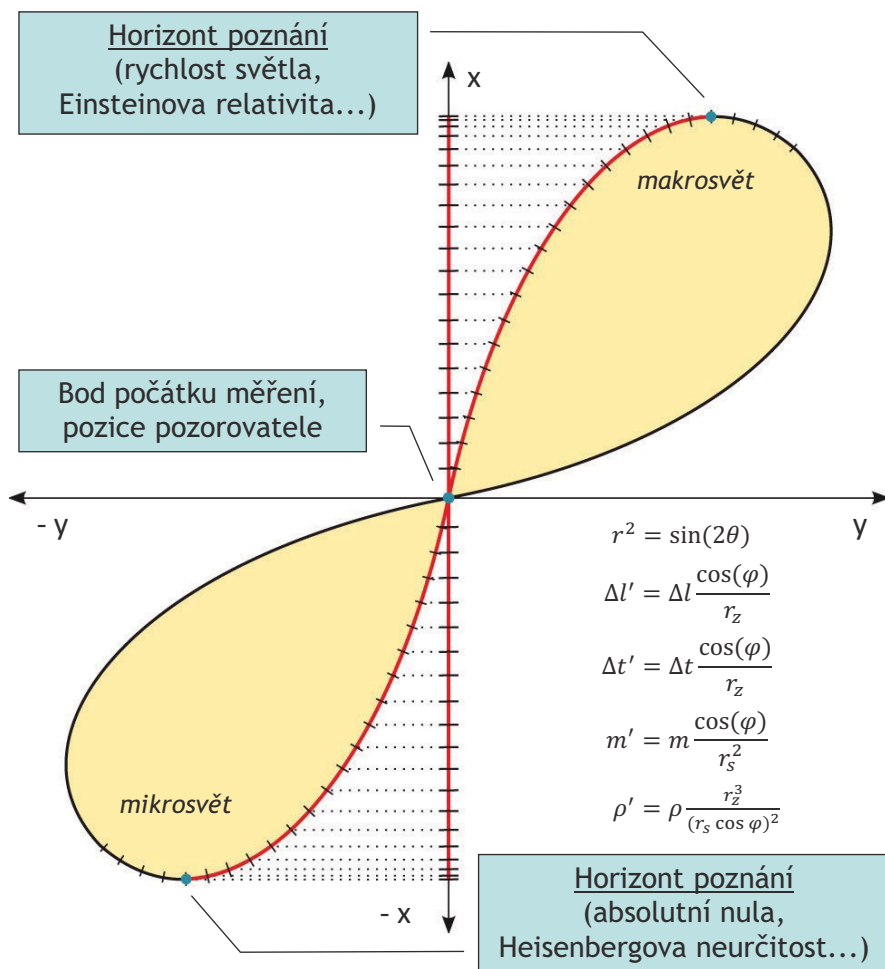 Horizont poznání
(rychlost světla,
Einsteinova relativita...)
x
makrosvět
Bod počátku měření,
pozice pozorovatele
- y
y
r² = sin(2θ)
Δl′ = Δl cos(φ)/r_z
Δt′ = Δt cos(φ)/r_z
m′ = m cos(φ)/r_s²
ρ′ = ρ r_z³/(r_s cos φ)²
mikrosvět
- x
Horizont poznání
(absolutní nula,
Heisenbergova neurčitost...)